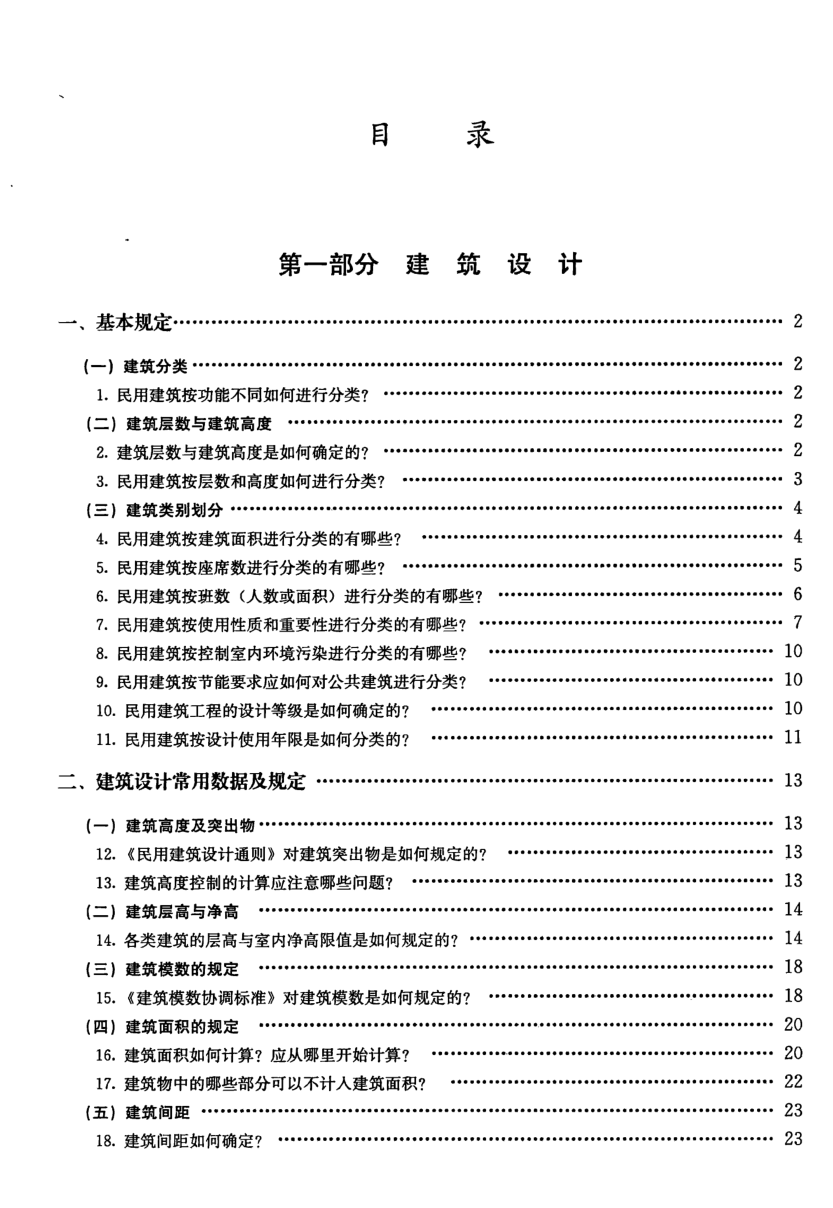 目 录
第一部分 建 筑 设 计
一、基本规定 2
(一) 建筑分类 2
1. 民用建筑按功能不同如何进行分类? 2
(二) 建筑层数与建筑高度 2
2. 建筑层数与建筑高度是如何确定的? 2
3. 民用建筑按层数和高度如何进行分类? 3
(三) 建筑类别划分 4
4. 民用建筑按建筑面积进行分类的有哪些? 4
5. 民用建筑按座席数进行分类的有哪些? 5
6. 民用建筑按班数（人数或面积）进行分类的有哪些? 6
7. 民用建筑按使用性质和重要性进行分类的有哪些? 7
8. 民用建筑按控制室内环境污染进行分类的有哪些? 10
9. 民用建筑按节能要求应如何对公共建筑进行分类? 10
10. 民用建筑工程的设计等级是如何确定的? 10
11. 民用建筑按设计使用年限是如何分类的? 11
二、建筑设计常用数据及规定 13
(一) 建筑高度及突出物 13
12.《民用建筑设计通则》对建筑突出物是如何规定的? 13
13. 建筑高度控制的计算应注意哪些问题? 13
(二) 建筑层高与净高 14
14. 各类建筑的层高与室内净高限值是如何规定的? 14
(三) 建筑模数的规定 18
15.《建筑模数协调标准》对建筑模数是如何规定的? 18
(四) 建筑面积的规定 20
16. 建筑面积如何计算? 应从哪里开始计算? 20
17. 建筑物中的哪些部分可以不计入建筑面积? 22
(五) 建筑间距 23
18. 建筑间距如何确定? 23